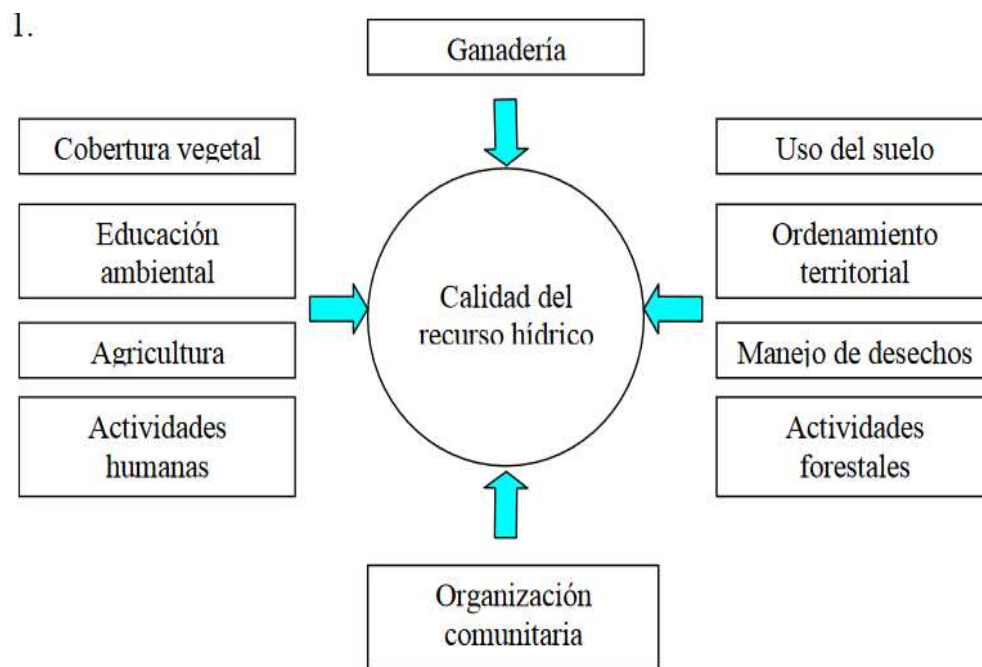 1.
Ganadería
Cobertura vegetal
Uso del suelo
Educación
ambiental
Ordenamiento
territorial
Calidad del
recurso hídrico
Agricultura
Manejo de desechos
Actividades
humanas
Actividades
forestales
Organización
comunitaria